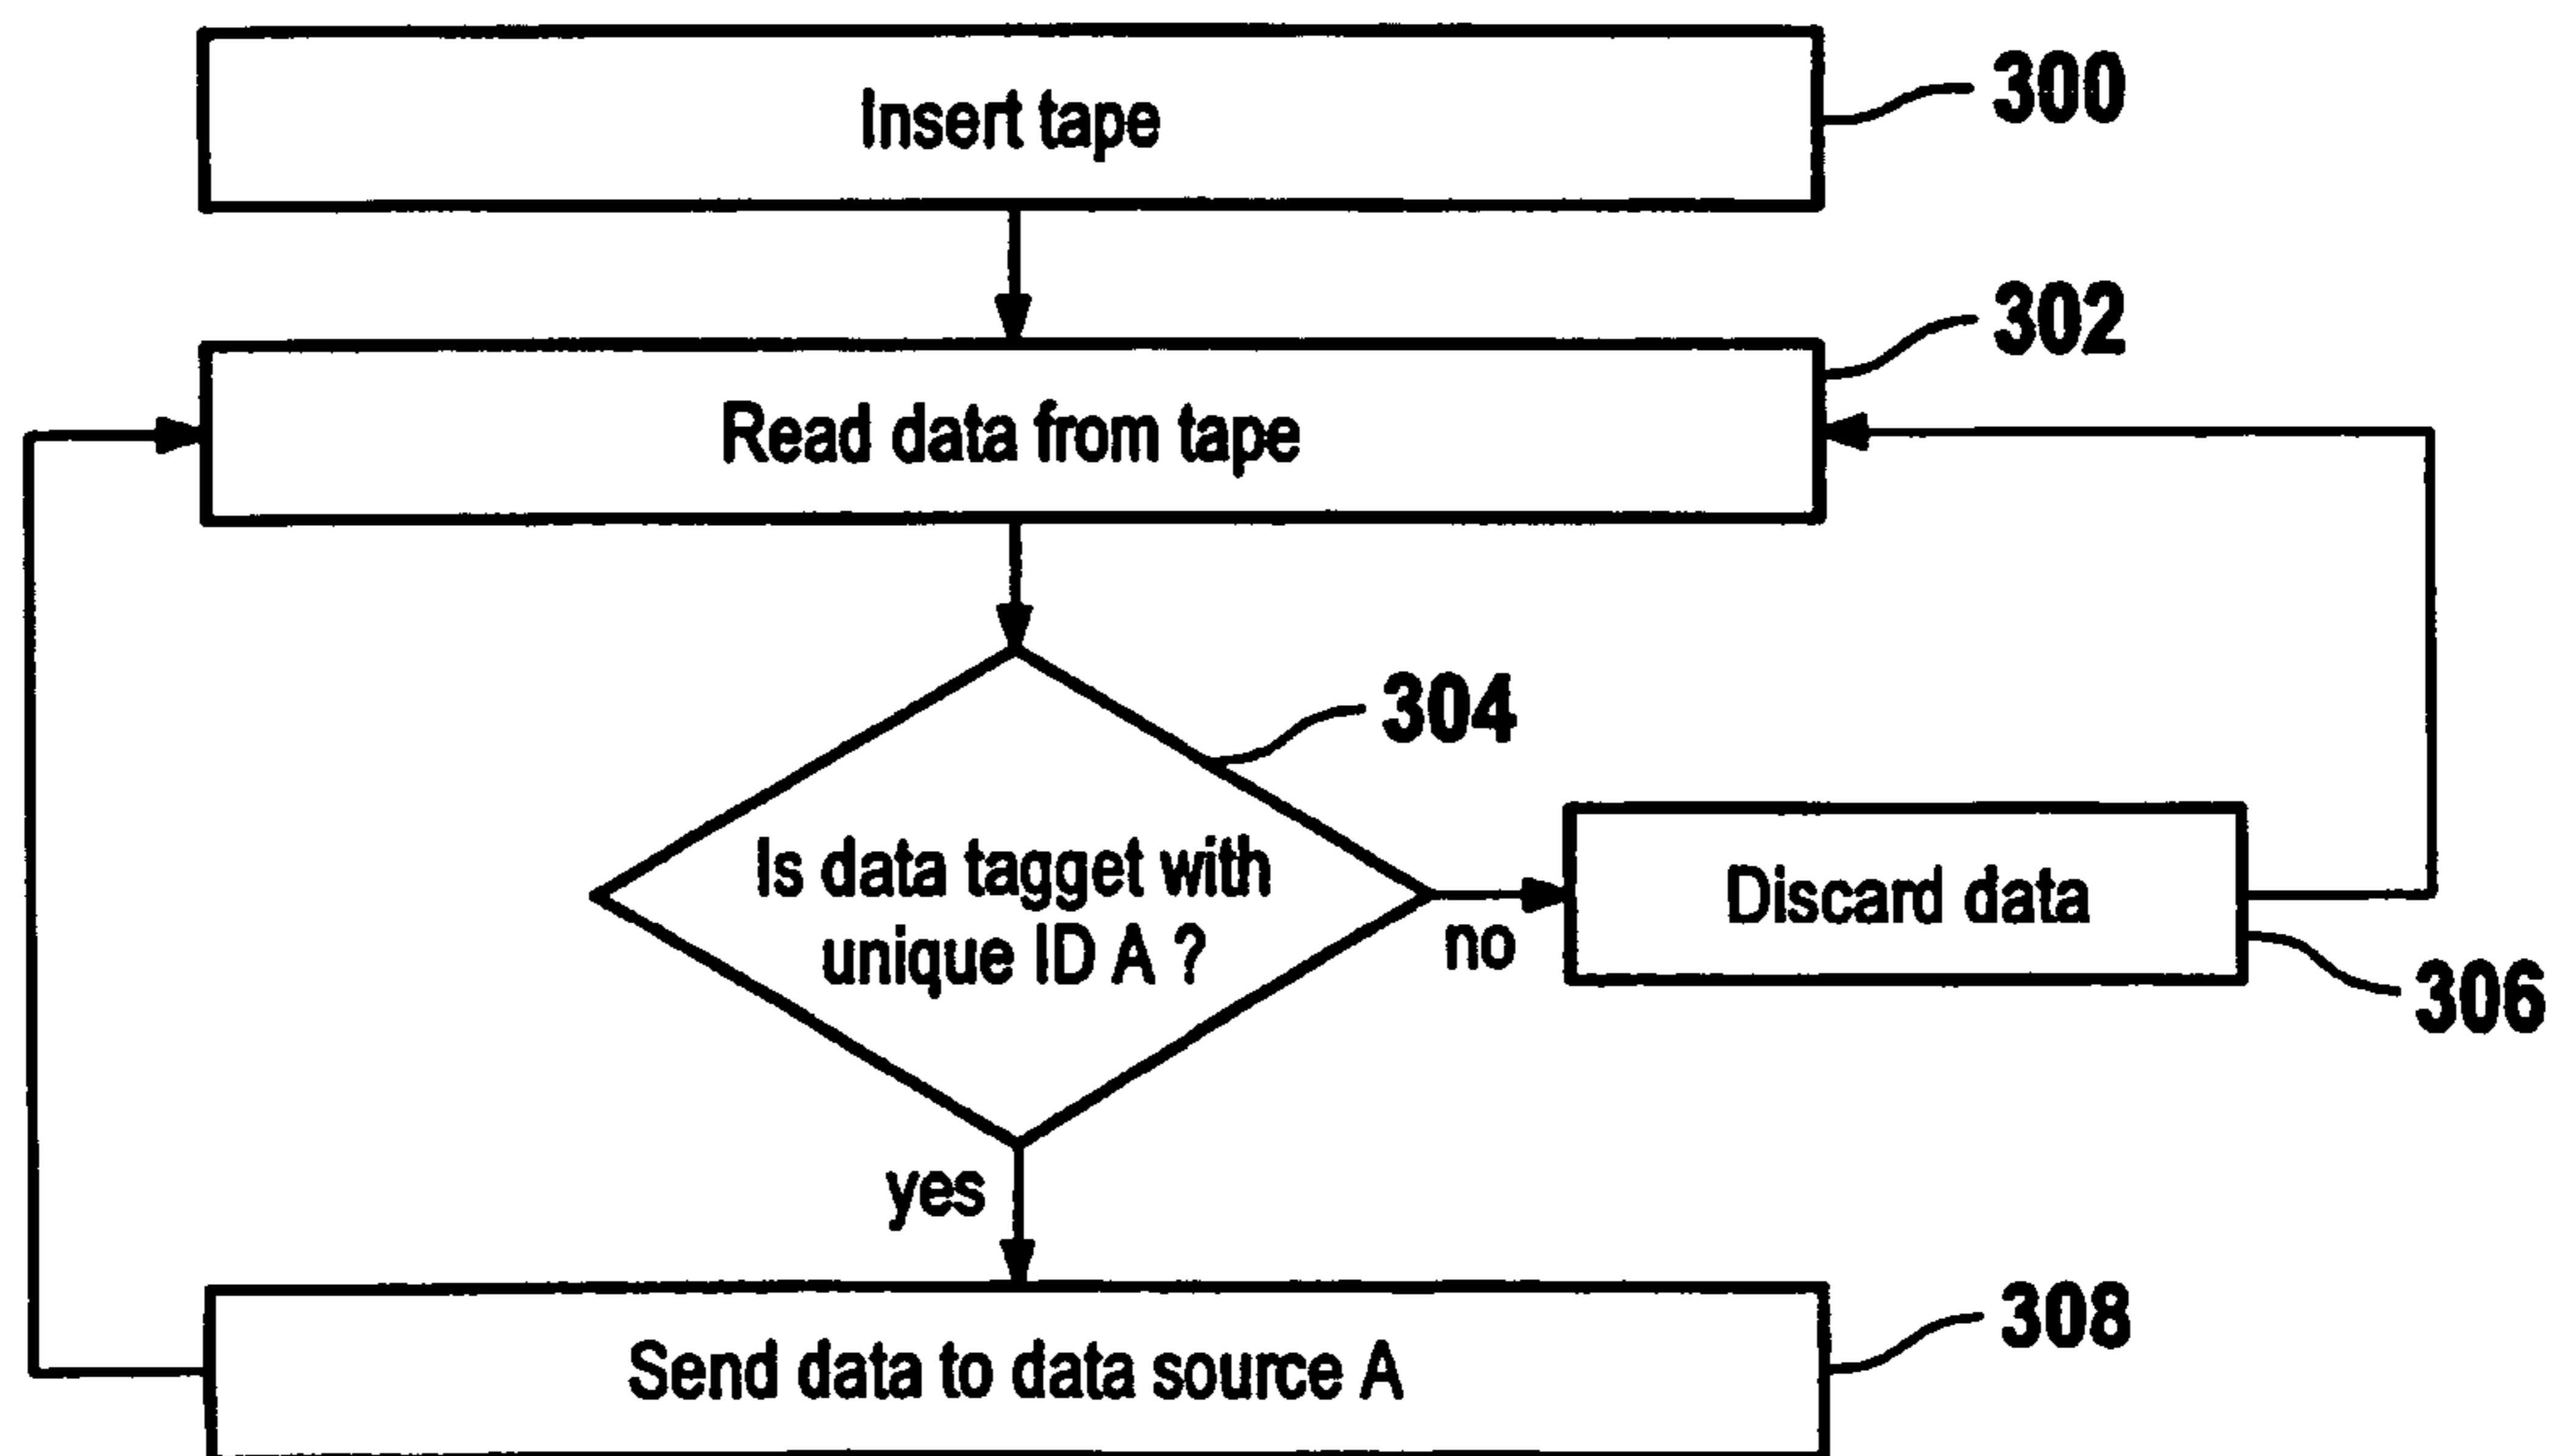 Insert tape
300
302
Read data from tape
304
Is data tagget with
unique ID A ?
no
Discard data
306
yes
308
Send data to data source A